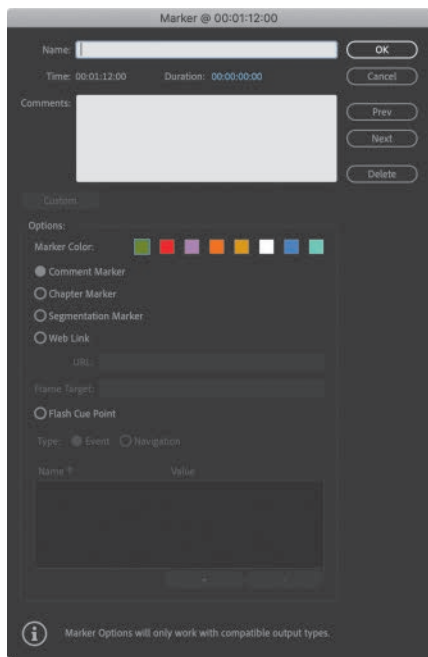 Marker @ 00:01:12:00
Name:
OK
Time: 00:01:12:00 Duration: 00:00:00:00
Cancel
Comments:
Prev
Next
Delete
Custom
Options:
Marker Color:
Comment Marker
Chapter Marker
Segmentation Marker
Web Link
URL:
Frame Target:
Flash Cue Point
Type: Event Navigation
Name ↑ Value
+ -
Marker Options will only work with compatible output types.